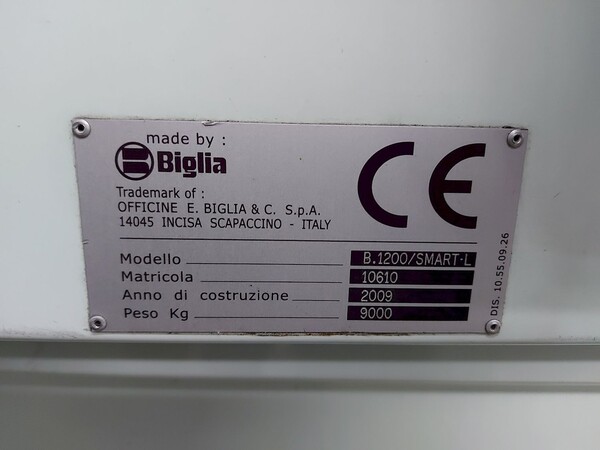 made by :
Biglia
CE
Trademark of :
OFFICINE E. BIGLIA & C. S.p.A.
14045 INCISA SCAPACCINO - ITALY
Modello B.1200/SMART-L
Matricola 10610
Anno di costruzione 2009
Peso Kg 9000
DIS. 10.55.09.26